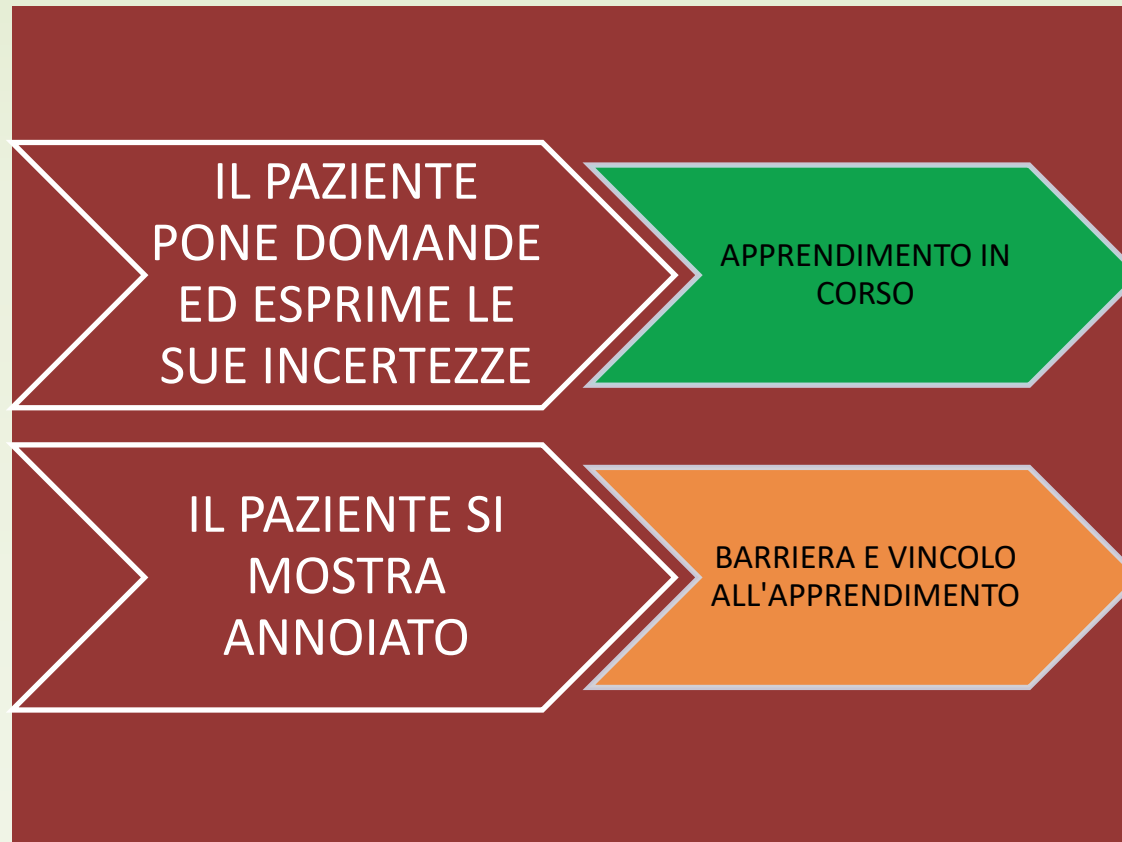 IL PAZIENTE
PONE DOMANDE
ED ESPRIME LE
SUE INCERTEZZE
APPRENDIMENTO IN
CORSO
IL PAZIENTE SI
MOSTRA
ANNOIATO
BARRIERA E VINCOLO
ALL'APPRENDIMENTO